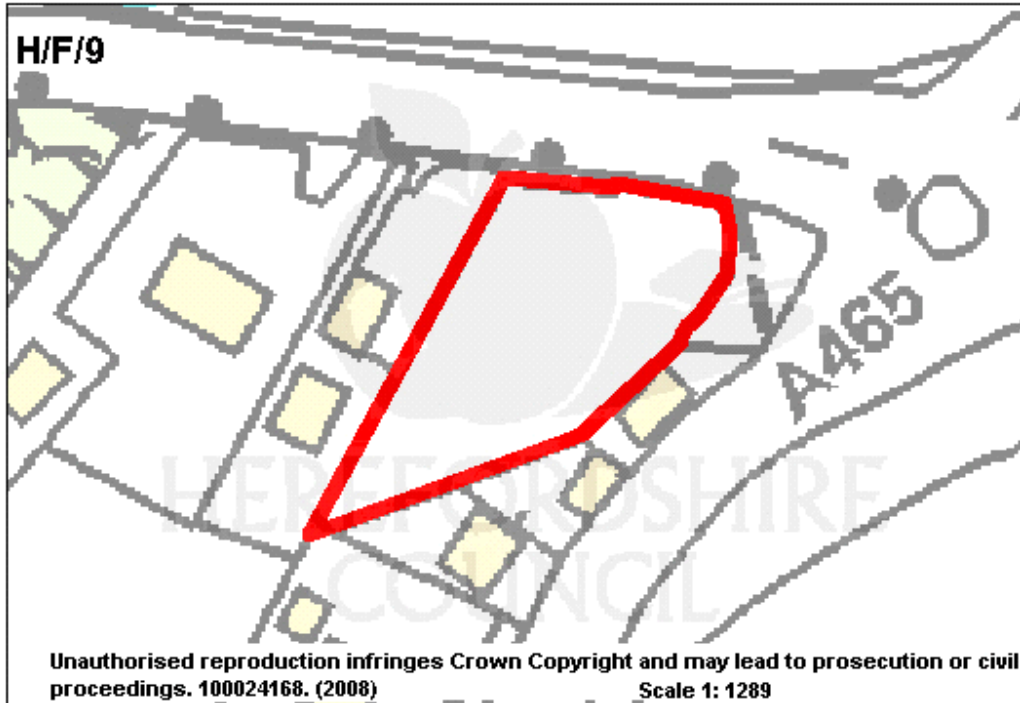 H/F/9
A465
HEREFORDSHIRE
COUNCIL
Unauthorised reproduction infringes Crown Copyright and may lead to prosecution or civil
proceedings. 100024168. (2008) Scale 1: 1289